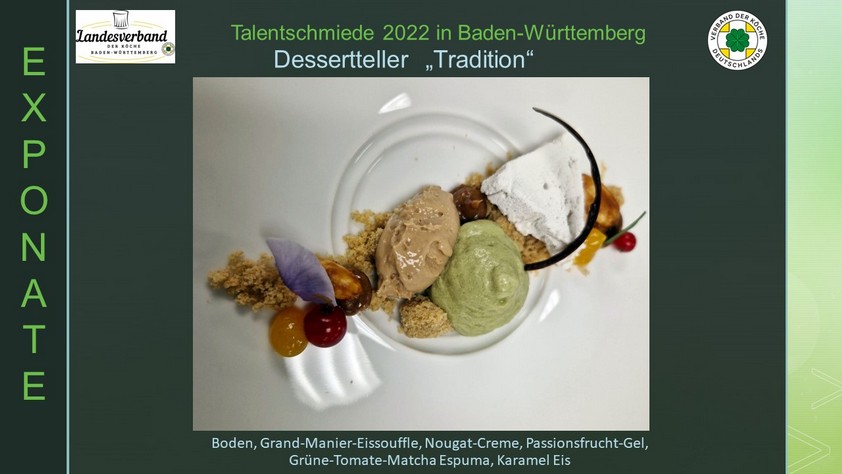 EXPONATE
Landesverband
DER KÖCHE
BADEN-WÜRTTEMBERG
Talentschmiede 2022 in Baden-Württemberg
Dessertteller „Tradition“
VERBAND DER KÖCHE
DEUTSCHLANDS
Boden, Grand-Manier-Eissouffle, Nougat-Creme, Passionsfrucht-Gel,
Grüne-Tomate-Matcha Espuma, Karamel Eis